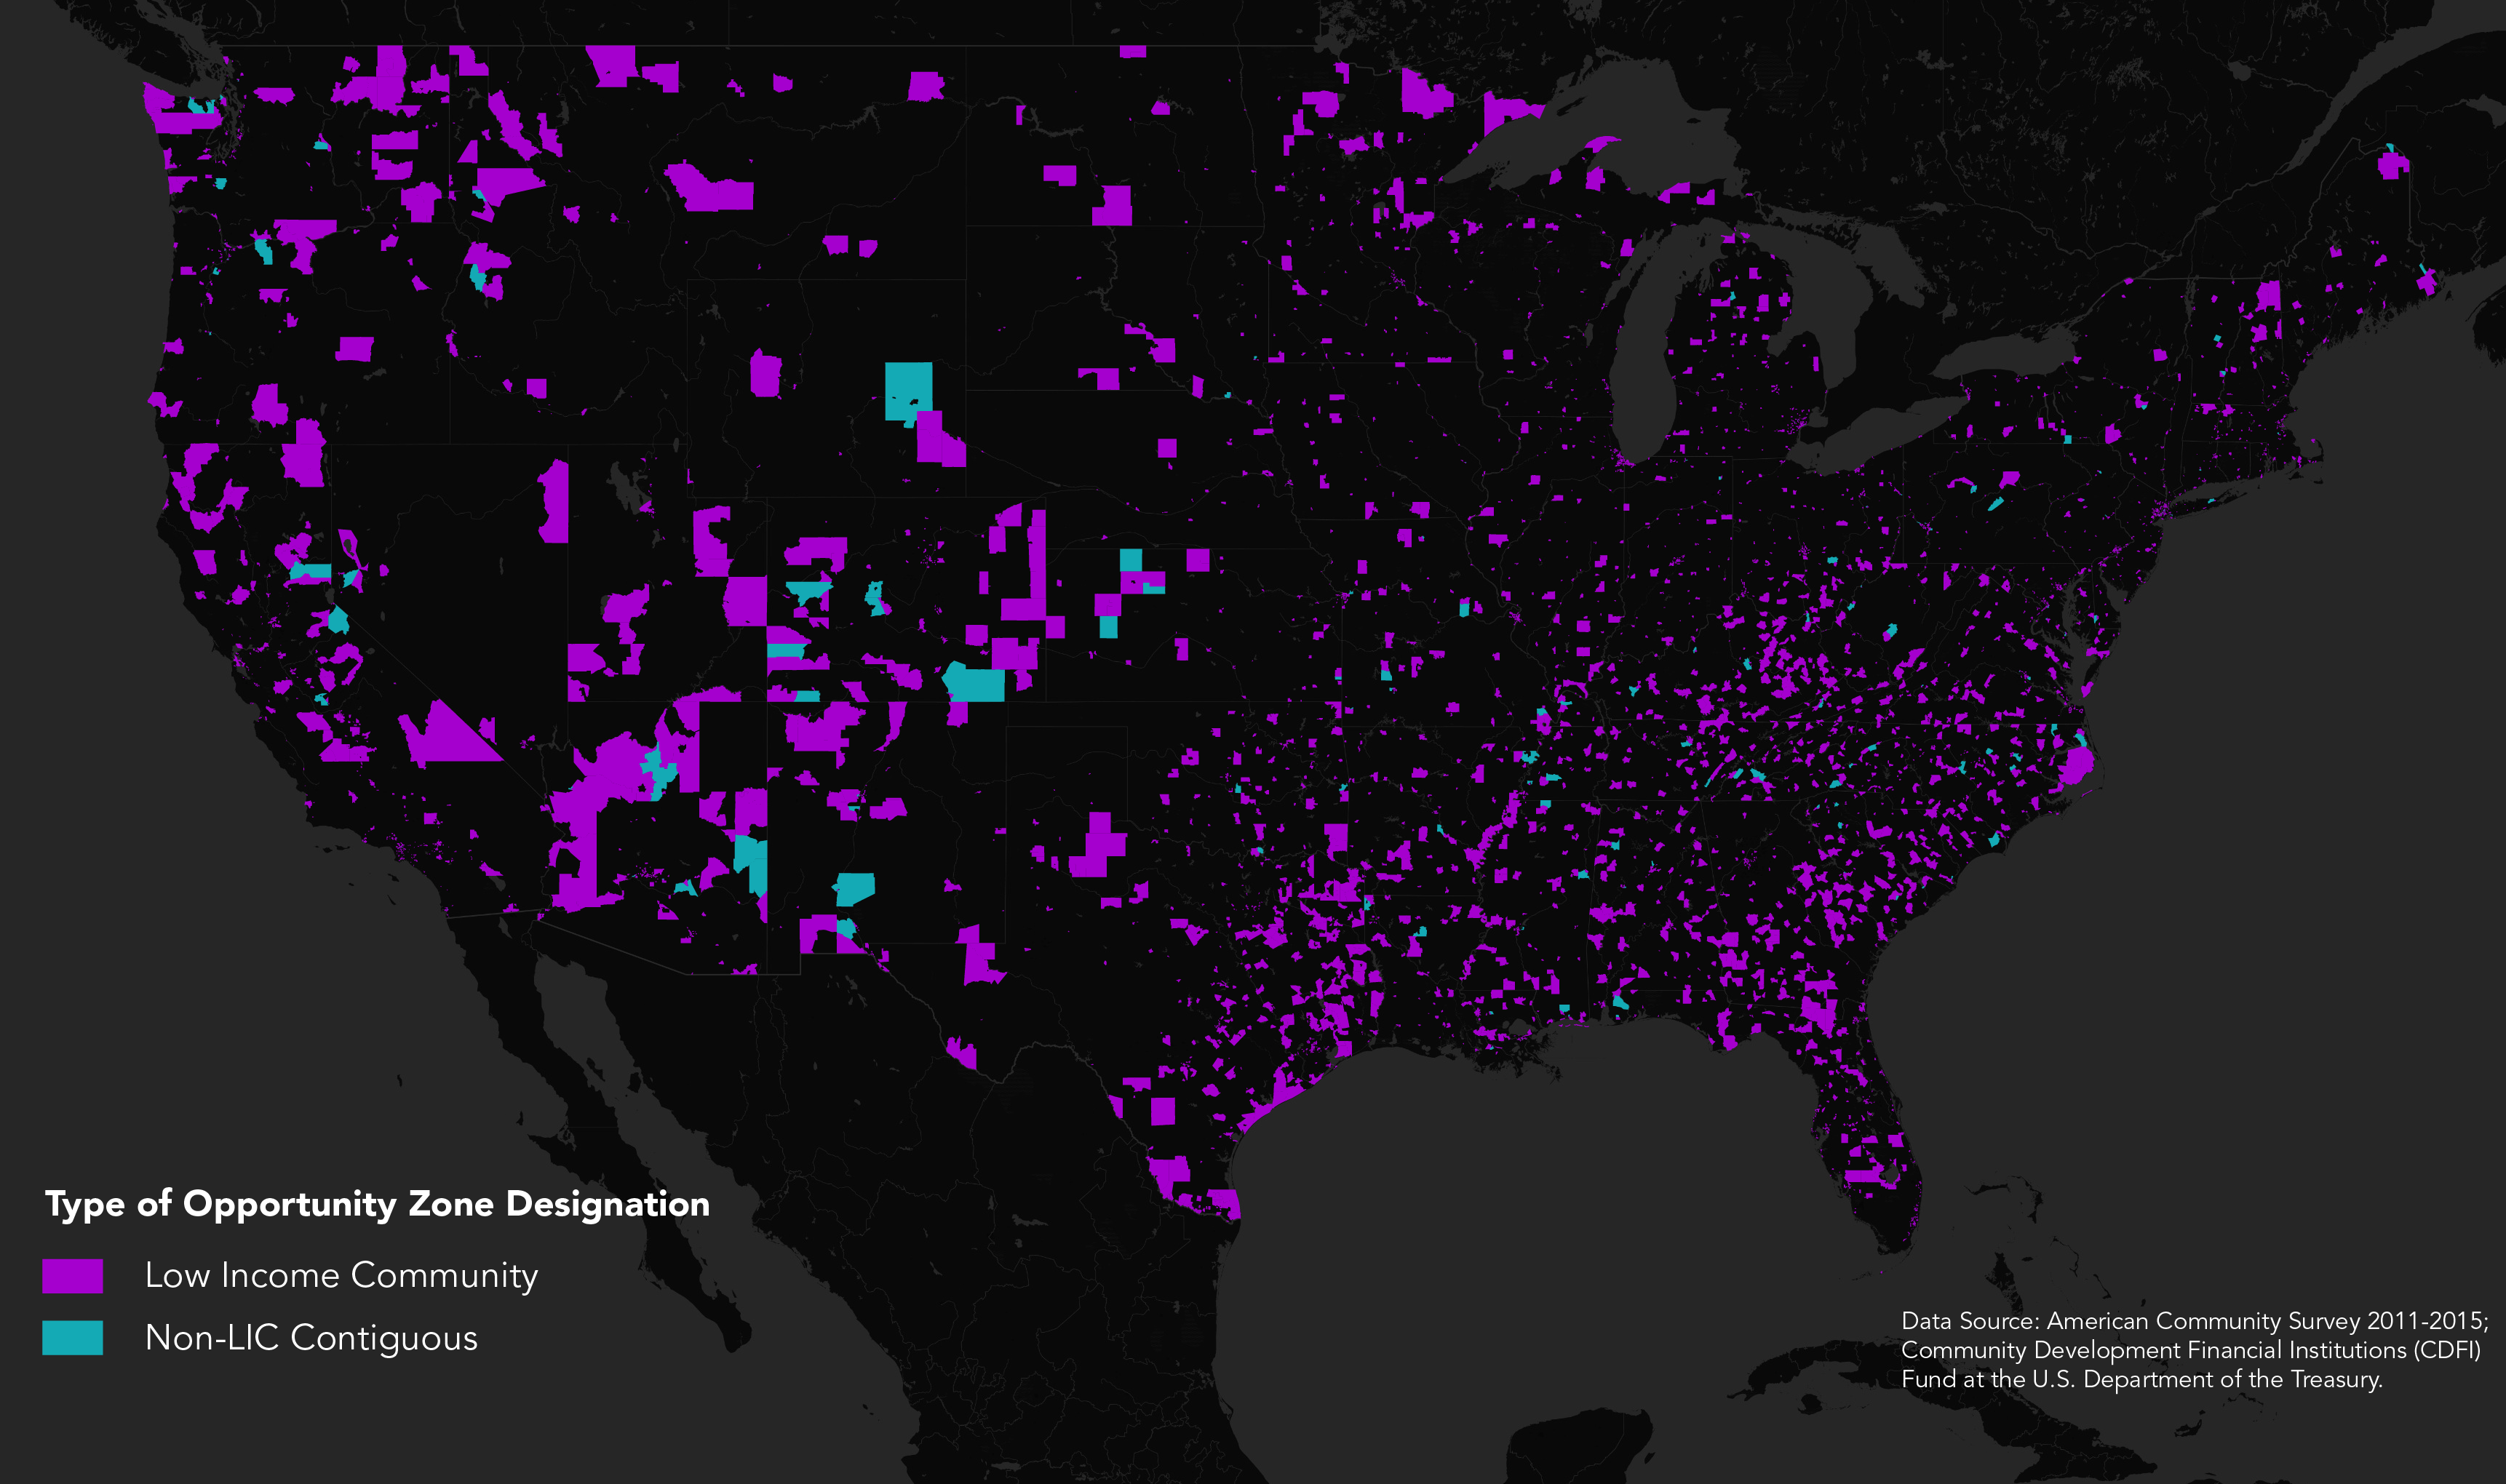 Type of Opportunity Zone Designation
Low Income Community
Non-LIC Contiguous
Data Source: American Community Survey 2011-2015;
Community Development Financial Institutions (CDFI)
Fund at the U.S. Department of the Treasury.